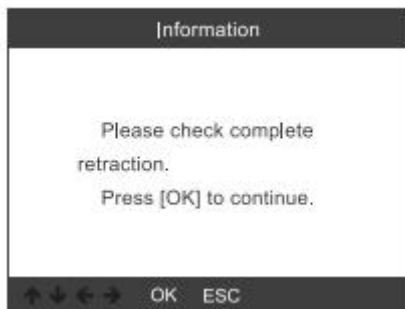 Information
Please check complete
retraction.
Press [OK] to continue.
OK ESC